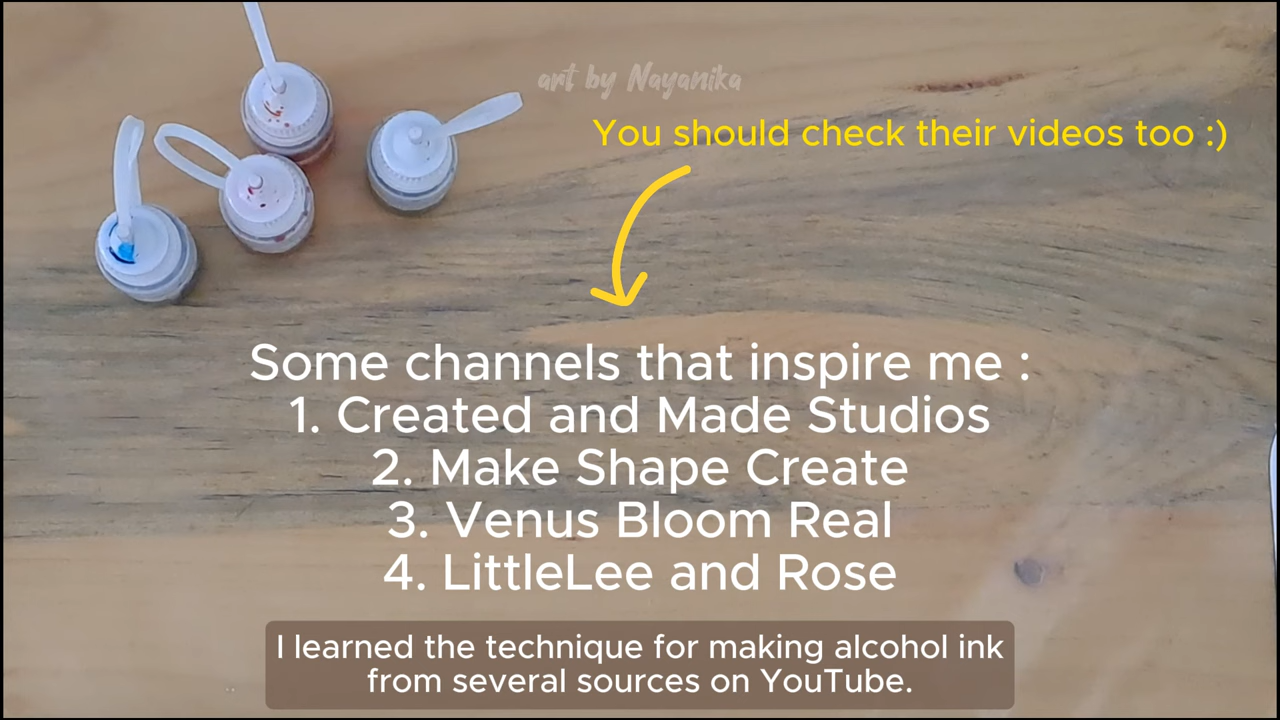 art by Nayanika
You should check their videos too :)
Some channels that inspire me :
1. Created and Made Studios
2. Make Shape Create
3. Venus Bloom Real
4. LittleLee and Rose
I learned the technique for making alcohol ink
from several sources on YouTube.